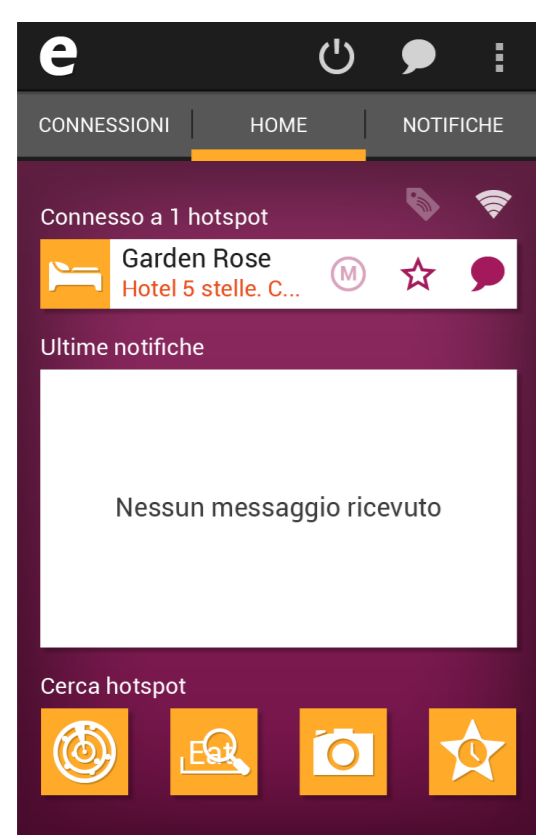 e
CONNESSIONI
HOME
NOTIFICHE
Connesso a 1 hotspot
Garden Rose
Hotel 5 stelle. C...
M
Ultime notifiche
Nessun messaggio ricevuto
Cerca hotspot
Eat